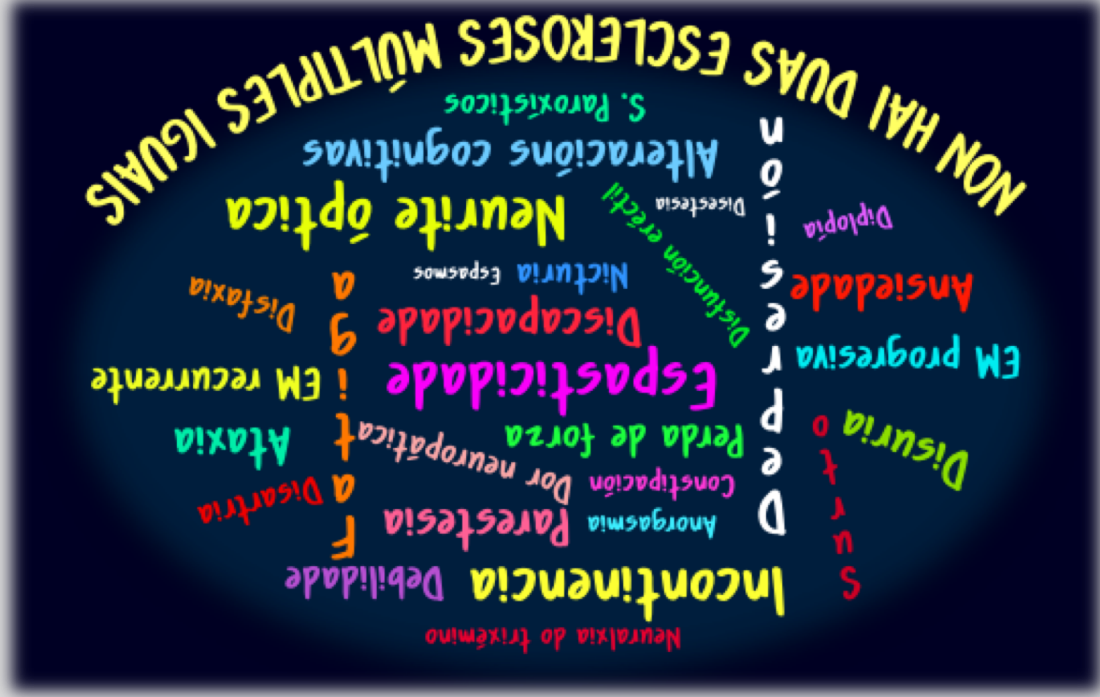 Neuralxia do trixémino
Incontinencia
Debilidade
Surto
Depresión
Anorgasmia
Parestesia
Fatiga
Disartria
Constipación
Dor neuropática
Disuria
Perda de forza
Ataxia
EM progresiva
Espasticidade
EM recurrente
Disfunción eréctil
Discapacidade
Disfaxia
Ansiedade
Nicturia
Espasmos
Diplopía
Disestesia
Neurite óptica
Alteracións cognitivas
S. Paroxísticos
NON HAI DUAS ESCLEROSES MÚLTIPLES IGUAIS